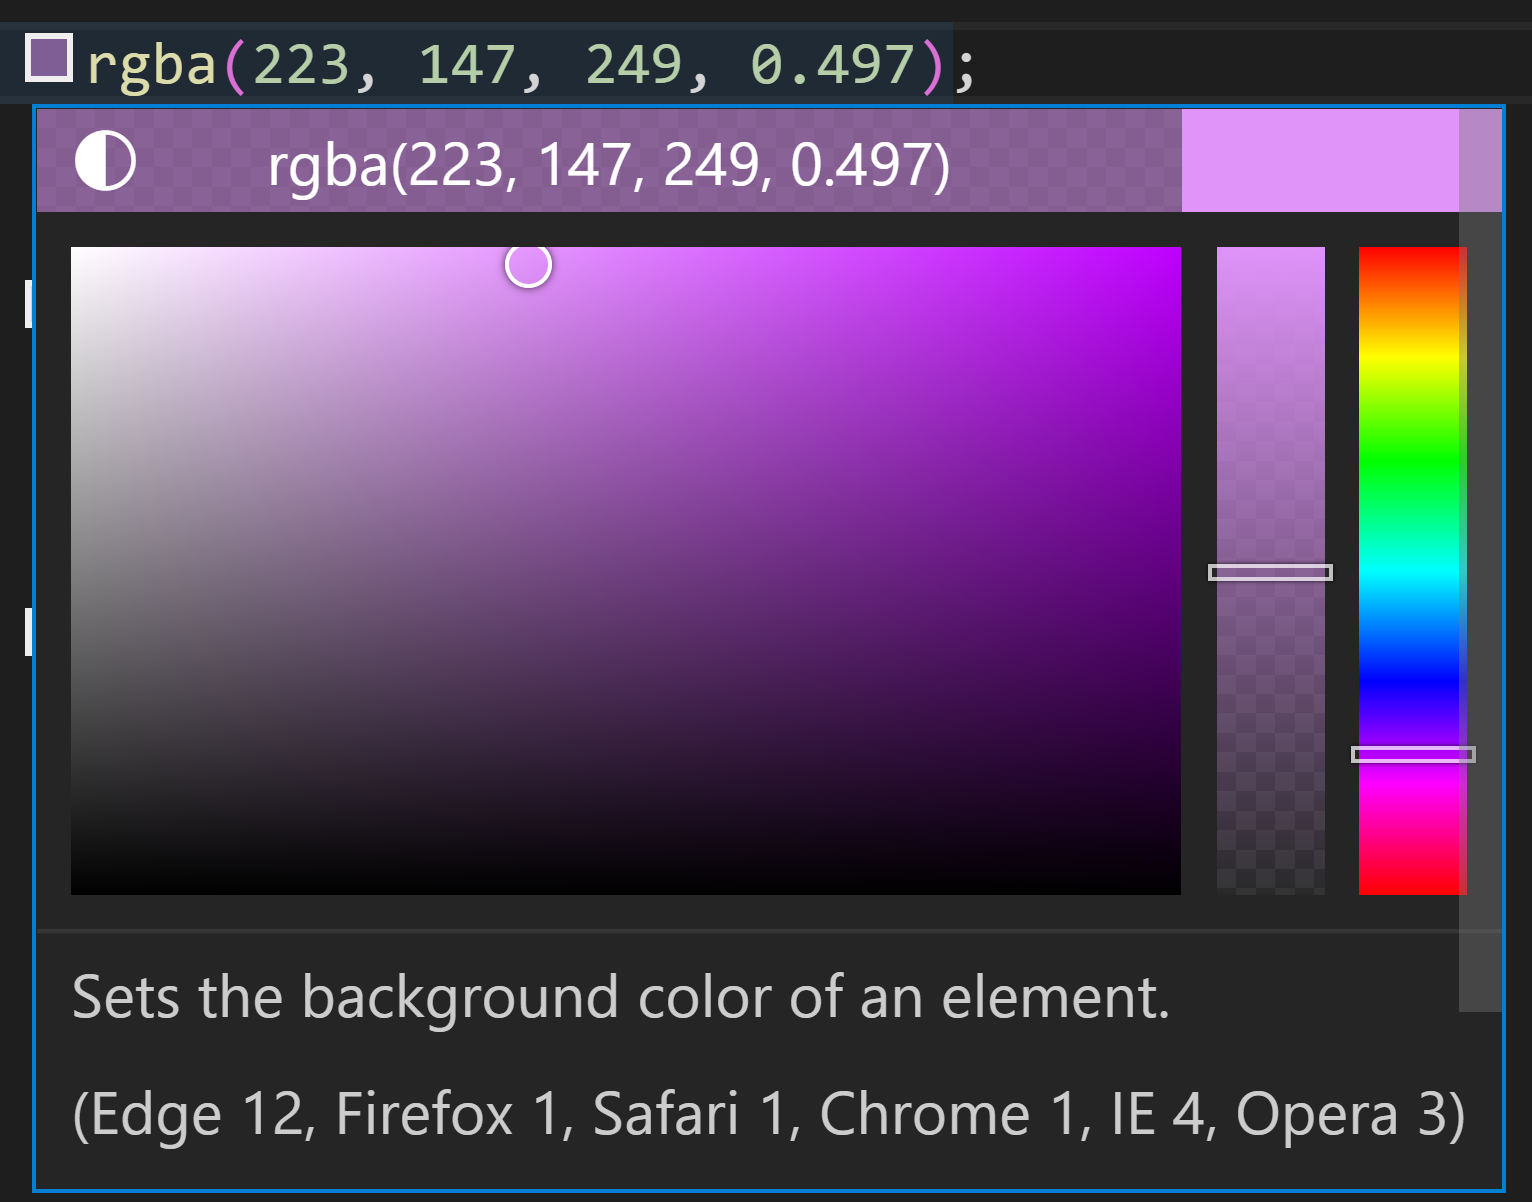 rgba(223, 147, 249, 0.497);
rgba(223, 147, 249, 0.497)
Sets the background color of an element.
(Edge 12, Firefox 1, Safari 1, Chrome 1, IE 4, Opera 3)